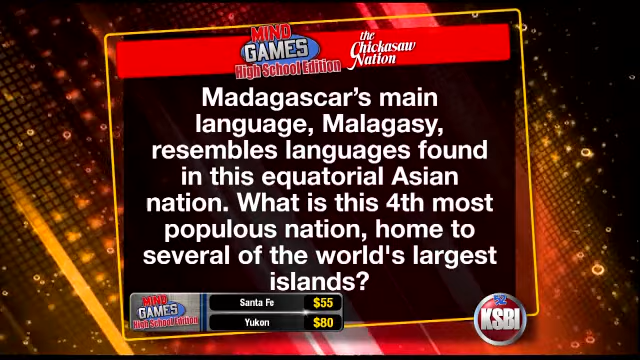 MIND
GAMES
High School Edition
the
Chickasaw
Nation
Madagascar's main
language, Malagasy,
resembles languages found
in this equatorial Asian
nation. What is this 4th most
populous nation, home to
several of the world's largest
islands?
MIND
GAMES
High School Edition
Santa Fe $55
Yukon $80
52
KSBI